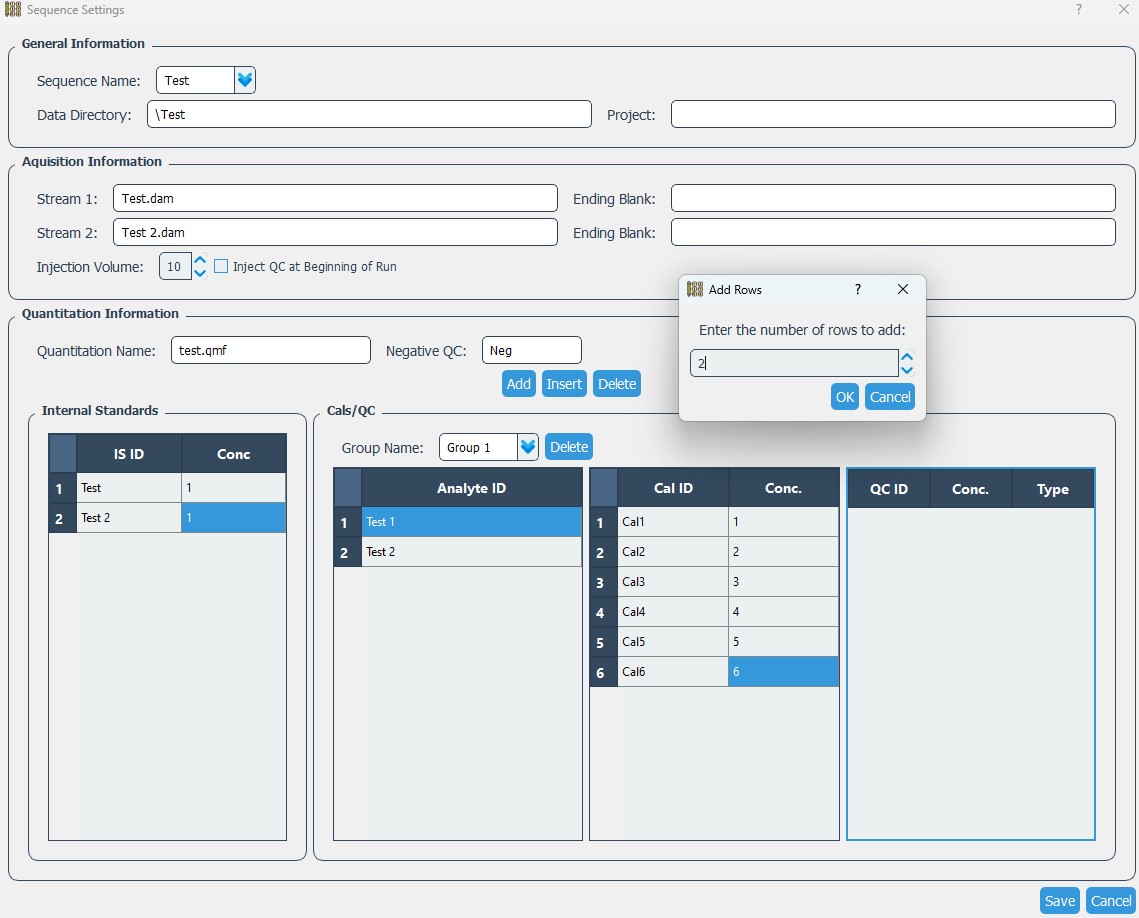 Sequence Settings ? ×
General Information
Sequence Name: Test
Data Directory: \Test Project:
Aquisition Information
Stream 1: Test.dam Ending Blank:
Stream 2: Test 2.dam Ending Blank:
Injection Volume: 10 Inject QC at Beginning of Run
Add Rows ? ×
Enter the number of rows to add:
2
OK Cancel
Quantitation Information
Quantitation Name: test.qmf Negative QC: Neg
Add Insert Delete
Internal Standards
IS ID Conc
1 Test 1
2 Test 2 1
Cals/QC
Group Name: Group 1 Delete
Analyte ID
1 Test 1
2 Test 2
Cal ID Conc.
1 Cal1 1
2 Cal2 2
3 Cal3 3
4 Cal4 4
5 Cal5 5
6 Cal6 6
QC ID Conc. Type
Save Cancel